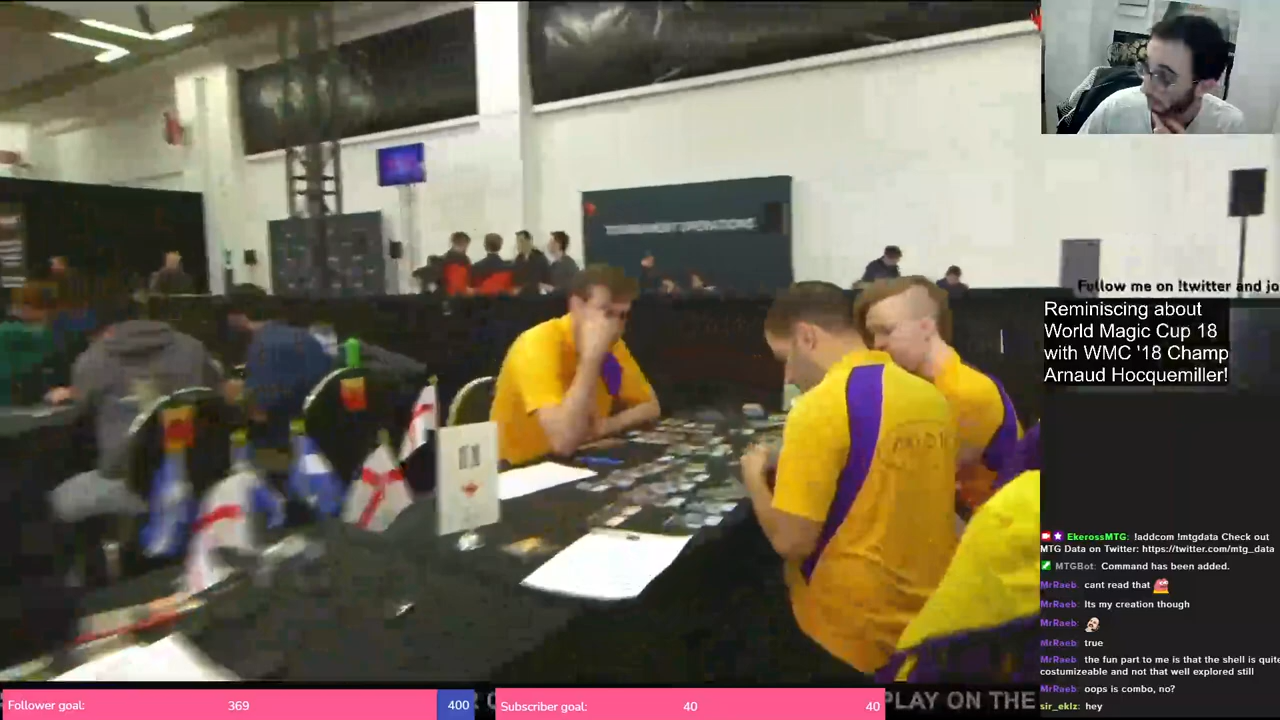 TOURNAMENT OPERATIONS
Follow me on !twitter and jo
Reminiscing about
World Magic Cup 18
with WMC '18 Champ
Arnaud Hocquemiller!
EkerossMTG: !addcom !mtgdata Check out
MTG Data on Twitter: https://twitter.com/mtg_data
MTGBot: Command has been added.
MrRaeb: cant read that
MrRaeb: Its my creation though
MrRaeb:
MrRaeb: true
MrRaeb: the fun part to me is that the shell is quite
costumizeable and not that well explored still
MrRaeb: oops is combo, no?
sir_eklz: hey
Follower goal: 369 400
Subscriber goal: 40 40
PLAY ON THE